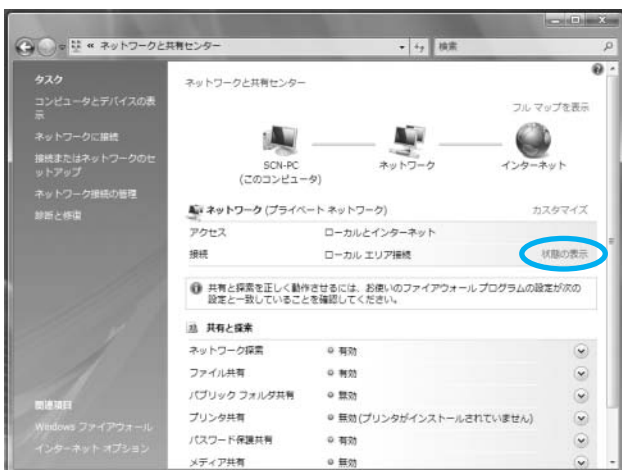 « ネットワークと共有センター
検索
タスク
コンピュータとデバイスの表
示
ネットワークに接続
接続またはネットワークのセ
ットアップ
ネットワーク接続の管理
診断と修復
関連項目
Windows ファイアウォール
インターネット オプション
ネットワークと共有センター
フル マップを表示
SCN-PC
(このコンピュータ)
ネットワーク
インターネット
ネットワーク (プライベート ネットワーク)
カスタマイズ
アクセス ローカルとインターネット
接続 ローカル エリア接続 状態の表示
共有と探索を正しく動作させるには、お使いのファイアウォール プログラムの設定が次の
設定と一致していることを確認してください。
共有と探索
ネットワーク探索 有効
ファイル共有 有効
パブリック フォルダ共有 無効
プリンタ共有 無効(プリンタがインストールされていません)
パスワード保護共有 有効
メディア共有 無効